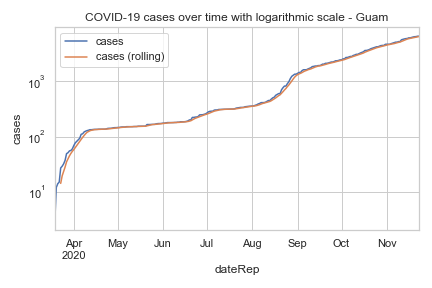 COVID-19 cases over time with logarithmic scale - Guam
cases
cases (rolling)
10³
10²
10¹
cases
Apr
2020
May
Jun
Jul
Aug
Sep
Oct
Nov
dateRep